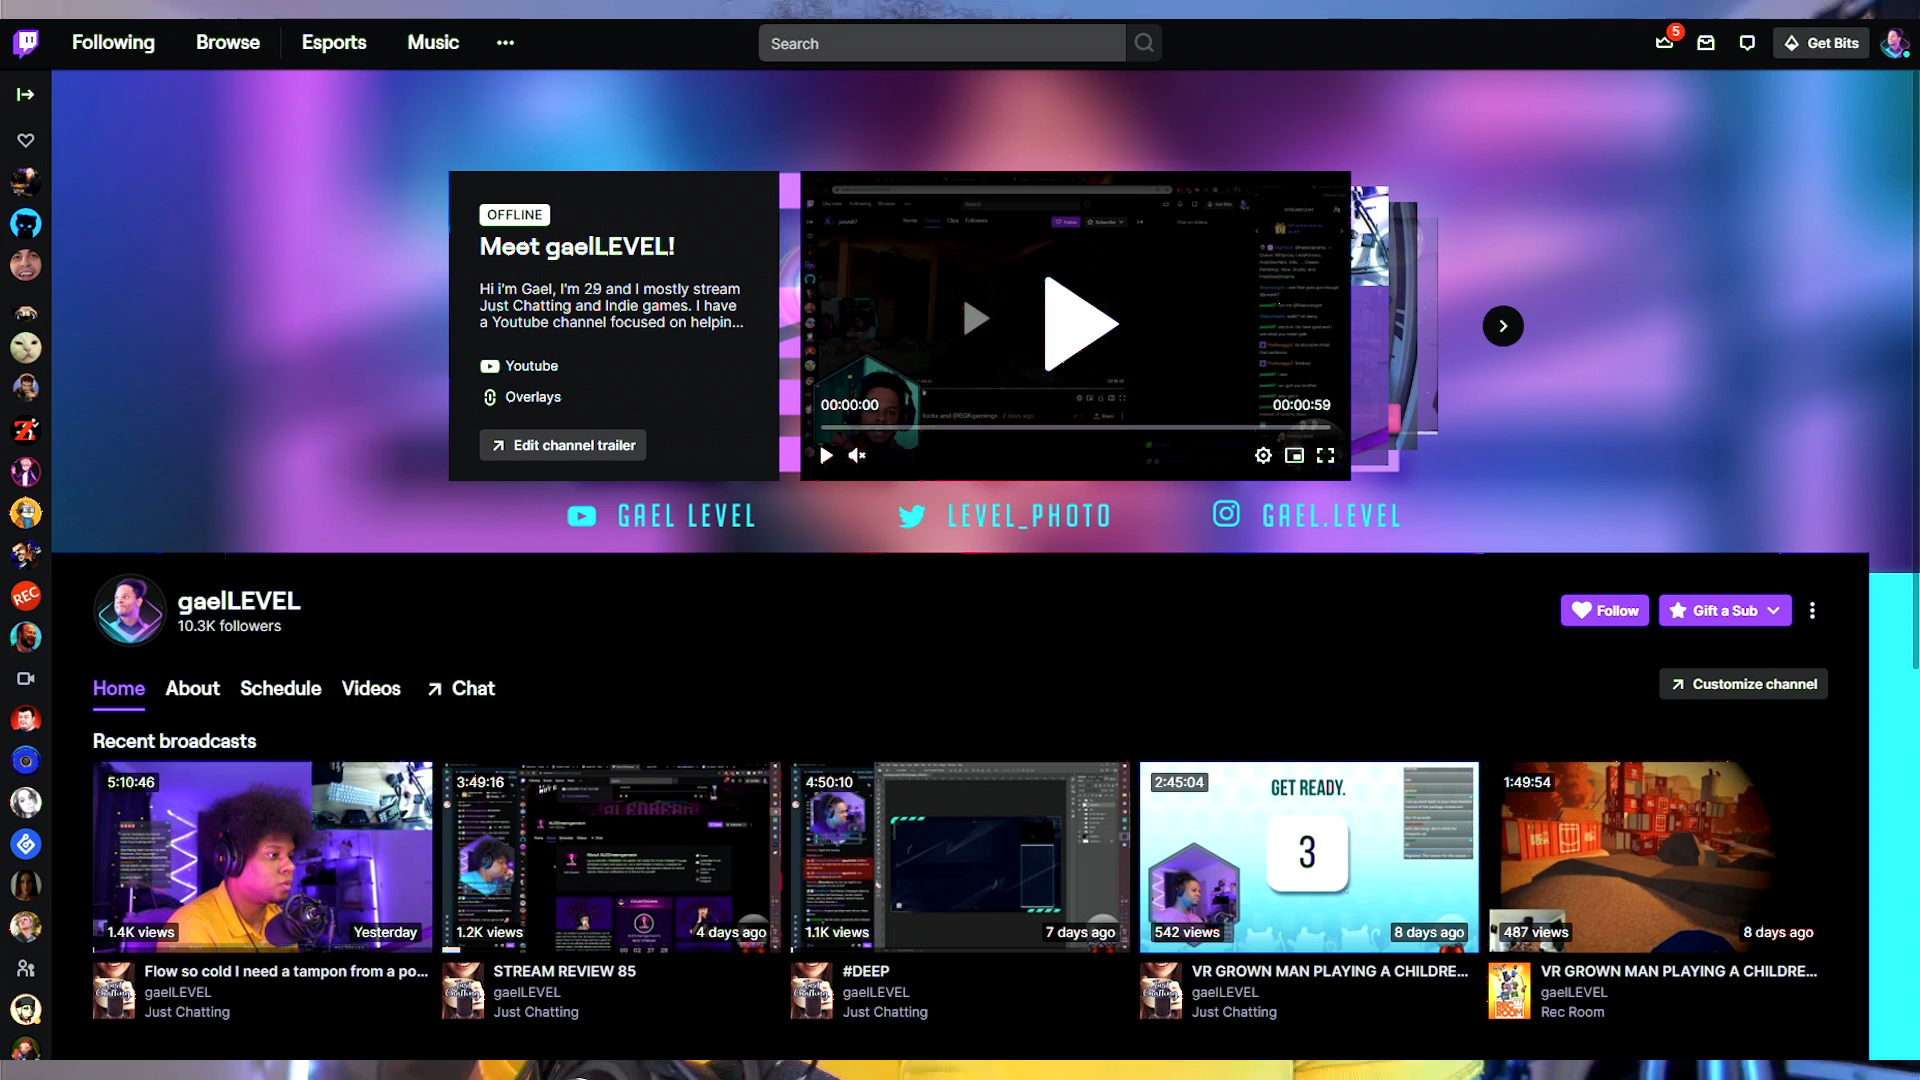 Following
Browse
Esports
Music
Search
5
Get Bits
OFFLINE
Meet gaelLEVEL!
Hi i'm Gael, I'm 29 and I mostly stream
Just Chatting and Indie games. I have
a Youtube channel focused on helpin...
Youtube
Overlays
Edit channel trailer
00:00:00
00:00:59
GAEL LEVEL
LEVEL_PHOTO
GAEL.LEVEL
REC
gaelLEVEL
10.3K followers
Follow
Gift a Sub
Home
About
Schedule
Videos
Chat
Customize channel
Recent broadcasts
5:10:46
1.4K views
Yesterday
Flow so cold I need a tampon from a po...
gaelLEVEL
Just Chatting
3:49:16
1.2K views
4 days ago
STREAM REVIEW 85
gaelLEVEL
Just Chatting
4:50:10
1.1K views
7 days ago
#DEEP
gaelLEVEL
Just Chatting
2:45:04
GET READY.
3
542 views
8 days ago
VR GROWN MAN PLAYING A CHILDRE...
gaelLEVEL
Just Chatting
1:49:54
487 views
8 days ago
VR GROWN MAN PLAYING A CHILDRE...
gaelLEVEL
Rec Room